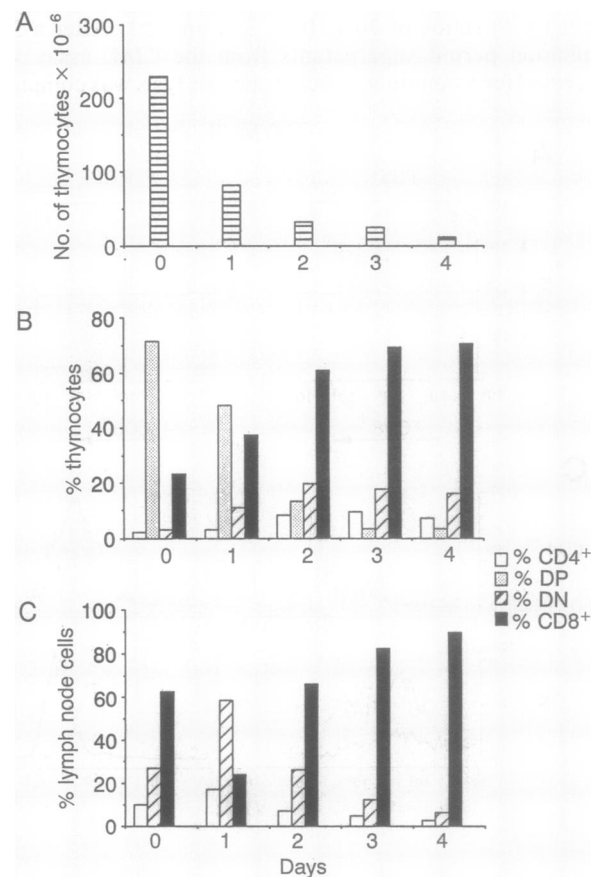 A
No. of thymocytes × 10⁻⁶
300
230
100
0
0 1 2 3 4
B
% thymocytes
80
60
40
20
0
0 1 2 3 4
% CD4⁺
% DP
% DN
% CD8⁺
C
% lymph node cells
100
80
60
40
20
0
0 1 2 3 4
Days